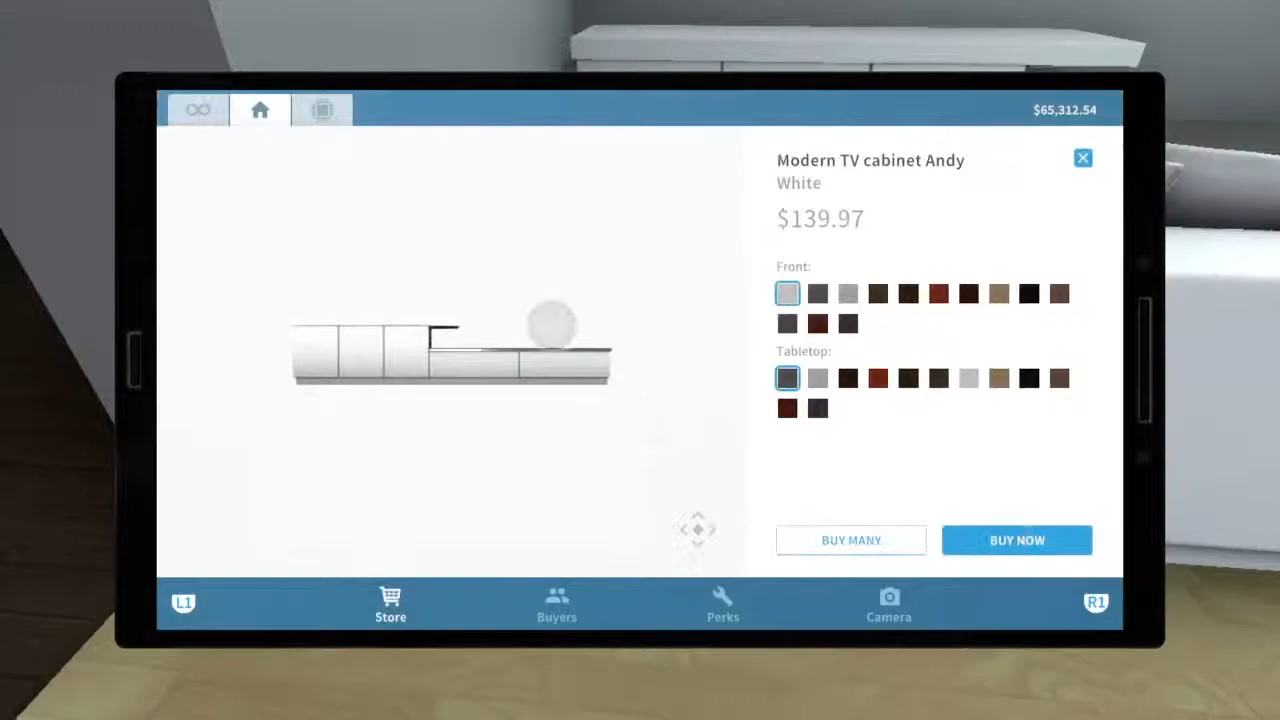 $65,312.54
Modern TV cabinet Andy
White
$139.97
Front:
Tabletop:
BUY MANY
BUY NOW
L1
Store
Buyers
Perks
Camera
R1